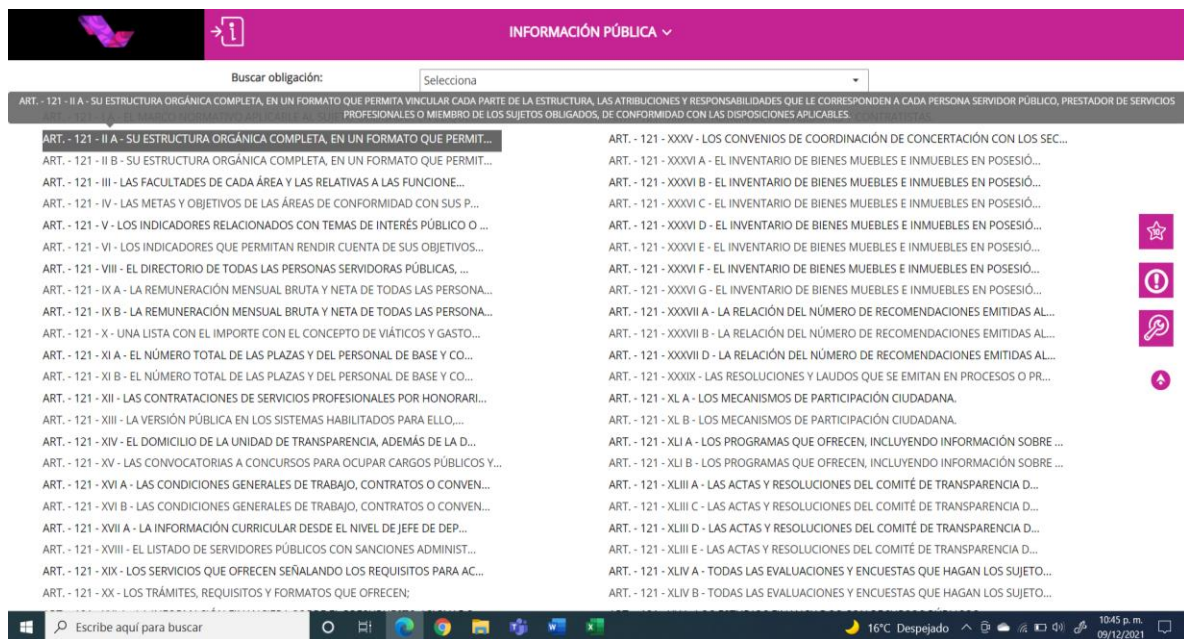 INFORMACIÓN PÚBLICA
Buscar obligación:
Selecciona
ART. - 121 - II A - SU ESTRUCTURA ORGÁNICA COMPLETA, EN UN FORMATO QUE PERMITA VINCULAR CADA PARTE DE LA ESTRUCTURA, LAS ATRIBUCIONES Y RESPONSABILIDADES QUE LE CORRESPONDEN A CADA PERSONA SERVIDOR PÚBLICO, PRESTADOR DE SERVICIOS
PROFESIONALES O MIEMBRO DE LOS SUJETOS OBLIGADOS, DE CONFORMIDAD CON LAS DISPOSICIONES APLICABLES.
ART. - 121 - II A - SU ESTRUCTURA ORGÁNICA COMPLETA, EN UN FORMATO QUE PERMIT...
ART. - 121 - II B - SU ESTRUCTURA ORGÁNICA COMPLETA, EN UN FORMATO QUE PERMIT...
ART. - 121 - III - LAS FACULTADES DE CADA ÁREA Y LAS RELATIVAS A LAS FUNCIONE...
ART. - 121 - IV - LAS METAS Y OBJETIVOS DE LAS ÁREAS DE CONFORMIDAD CON SUS P...
ART. - 121 - V - LOS INDICADORES RELACIONADOS CON TEMAS DE INTERÉS PÚBLICO O ...
ART. - 121 - VI - LOS INDICADORES QUE PERMITAN RENDIR CUENTA DE SUS OBJETIVOS...
ART. - 121 - VIII - EL DIRECTORIO DE TODAS LAS PERSONAS SERVIDORAS PÚBLICAS, ...
ART. - 121 - IX A - LA REMUNERACIÓN MENSUAL BRUTA Y NETA DE TODAS LAS PERSONA...
ART. - 121 - IX B - LA REMUNERACIÓN MENSUAL BRUTA Y NETA DE TODAS LAS PERSONA...
ART. - 121 - X - UNA LISTA CON EL IMPORTE CON EL CONCEPTO DE VIÁTICOS Y GASTO...
ART. - 121 - XI A - EL NÚMERO TOTAL DE LAS PLAZAS Y DEL PERSONAL DE BASE Y CO...
ART. - 121 - XI B - EL NÚMERO TOTAL DE LAS PLAZAS Y DEL PERSONAL DE BASE Y CO...
ART. - 121 - XII - LAS CONTRATACIONES DE SERVICIOS PROFESIONALES POR HONORARI...
ART. - 121 - XIII - LA VERSIÓN PÚBLICA EN LOS SISTEMAS HABILITADOS PARA ELLO,...
ART. - 121 - XIV - EL DOMICILIO DE LA UNIDAD DE TRANSPARENCIA, ADEMÁS DE LA D...
ART. - 121 - XV - LAS CONVOCATORIAS A CONCURSOS PARA OCUPAR CARGOS PÚBLICOS Y...
ART. - 121 - XVI A - LAS CONDICIONES GENERALES DE TRABAJO, CONTRATOS O CONVEN...
ART. - 121 - XVI B - LAS CONDICIONES GENERALES DE TRABAJO, CONTRATOS O CONVEN...
ART. - 121 - XVII A - LA INFORMACIÓN CURRICULAR DESDE EL NIVEL DE JEFE DE DEP...
ART. - 121 - XVIII - EL LISTADO DE SERVIDORES PÚBLICOS CON SANCIONES ADMINIST...
ART. - 121 - XIX - LOS SERVICIOS QUE OFRECEN SEÑALANDO LOS REQUISITOS PARA AC...
ART. - 121 - XX - LOS TRÁMITES, REQUISITOS Y FORMATOS QUE OFRECEN;
ART. - 121 - XXXV - LOS CONVENIOS DE COORDINACIÓN DE CONCERTACIÓN CON LOS SEC...
ART. - 121 - XXXVI A - EL INVENTARIO DE BIENES MUEBLES E INMUEBLES EN POSESIÓ...
ART. - 121 - XXXVI B - EL INVENTARIO DE BIENES MUEBLES E INMUEBLES EN POSESIÓ...
ART. - 121 - XXXVI C - EL INVENTARIO DE BIENES MUEBLES E INMUEBLES EN POSESIÓ...
ART. - 121 - XXXVI D - EL INVENTARIO DE BIENES MUEBLES E INMUEBLES EN POSESIÓ...
ART. - 121 - XXXVI E - EL INVENTARIO DE BIENES MUEBLES E INMUEBLES EN POSESIÓ...
ART. - 121 - XXXVI F - EL INVENTARIO DE BIENES MUEBLES E INMUEBLES EN POSESIÓ...
ART. - 121 - XXXVI G - EL INVENTARIO DE BIENES MUEBLES E INMUEBLES EN POSESIÓ...
ART. - 121 - XXXVII A - LA RELACIÓN DEL NÚMERO DE RECOMENDACIONES EMITIDAS AL...
ART. - 121 - XXXVII B - LA RELACIÓN DEL NÚMERO DE RECOMENDACIONES EMITIDAS AL...
ART. - 121 - XXXVII D - LA RELACIÓN DEL NÚMERO DE RECOMENDACIONES EMITIDAS AL...
ART. - 121 - XXXIX - LAS RESOLUCIONES Y LAUDOS QUE SE EMITAN EN PROCESOS O PR...
ART. - 121 - XL A - LOS MECANISMOS DE PARTICIPACIÓN CIUDADANA.
ART. - 121 - XL B - LOS MECANISMOS DE PARTICIPACIÓN CIUDADANA.
ART. - 121 - XLI A - LOS PROGRAMAS QUE OFRECEN, INCLUYENDO INFORMACIÓN SOBRE ...
ART. - 121 - XLI B - LOS PROGRAMAS QUE OFRECEN, INCLUYENDO INFORMACIÓN SOBRE ...
ART. - 121 - XLIII A - LAS ACTAS Y RESOLUCIONES DEL COMITÉ DE TRANSPARENCIA D...
ART. - 121 - XLIII C - LAS ACTAS Y RESOLUCIONES DEL COMITÉ DE TRANSPARENCIA D...
ART. - 121 - XLIII D - LAS ACTAS Y RESOLUCIONES DEL COMITÉ DE TRANSPARENCIA D...
ART. - 121 - XLIII E - LAS ACTAS Y RESOLUCIONES DEL COMITÉ DE TRANSPARENCIA D...
ART. - 121 - XLIV A - TODAS LAS EVALUACIONES Y ENCUESTAS QUE HAGAN LOS SUJETO...
ART. - 121 - XLIV B - TODAS LAS EVALUACIONES Y ENCUESTAS QUE HAGAN LOS SUJETO...
Escribe aquí para buscar
16°C Despejado
10:45 p. m.
09/12/2021